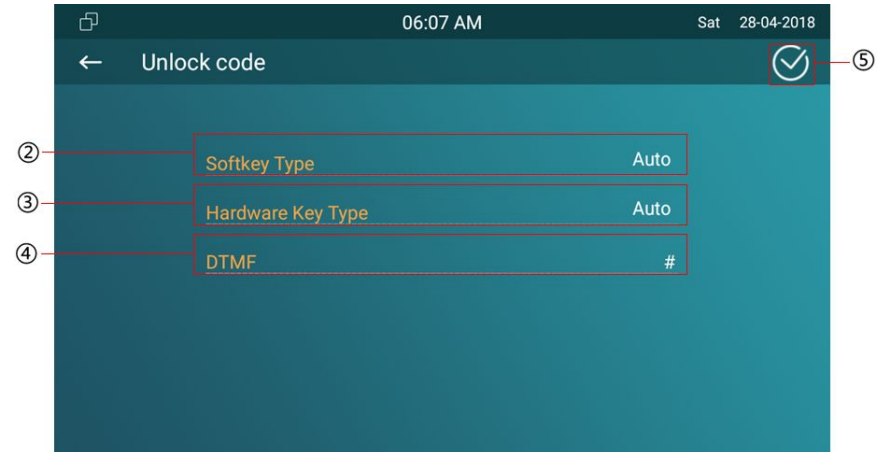 06:07 AM Sat 28-04-2018
Unlock code ⑤
② Softkey Type Auto
③ Hardware Key Type Auto
④ DTMF #